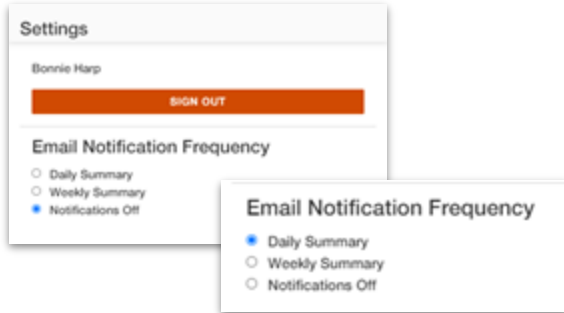 Settings
Bonnie Harp
SIGN OUT
Email Notification Frequency
Daily Summary
Weekly Summary
Notifications Off
Email Notification Frequency
Daily Summary
Weekly Summary
Notifications Off